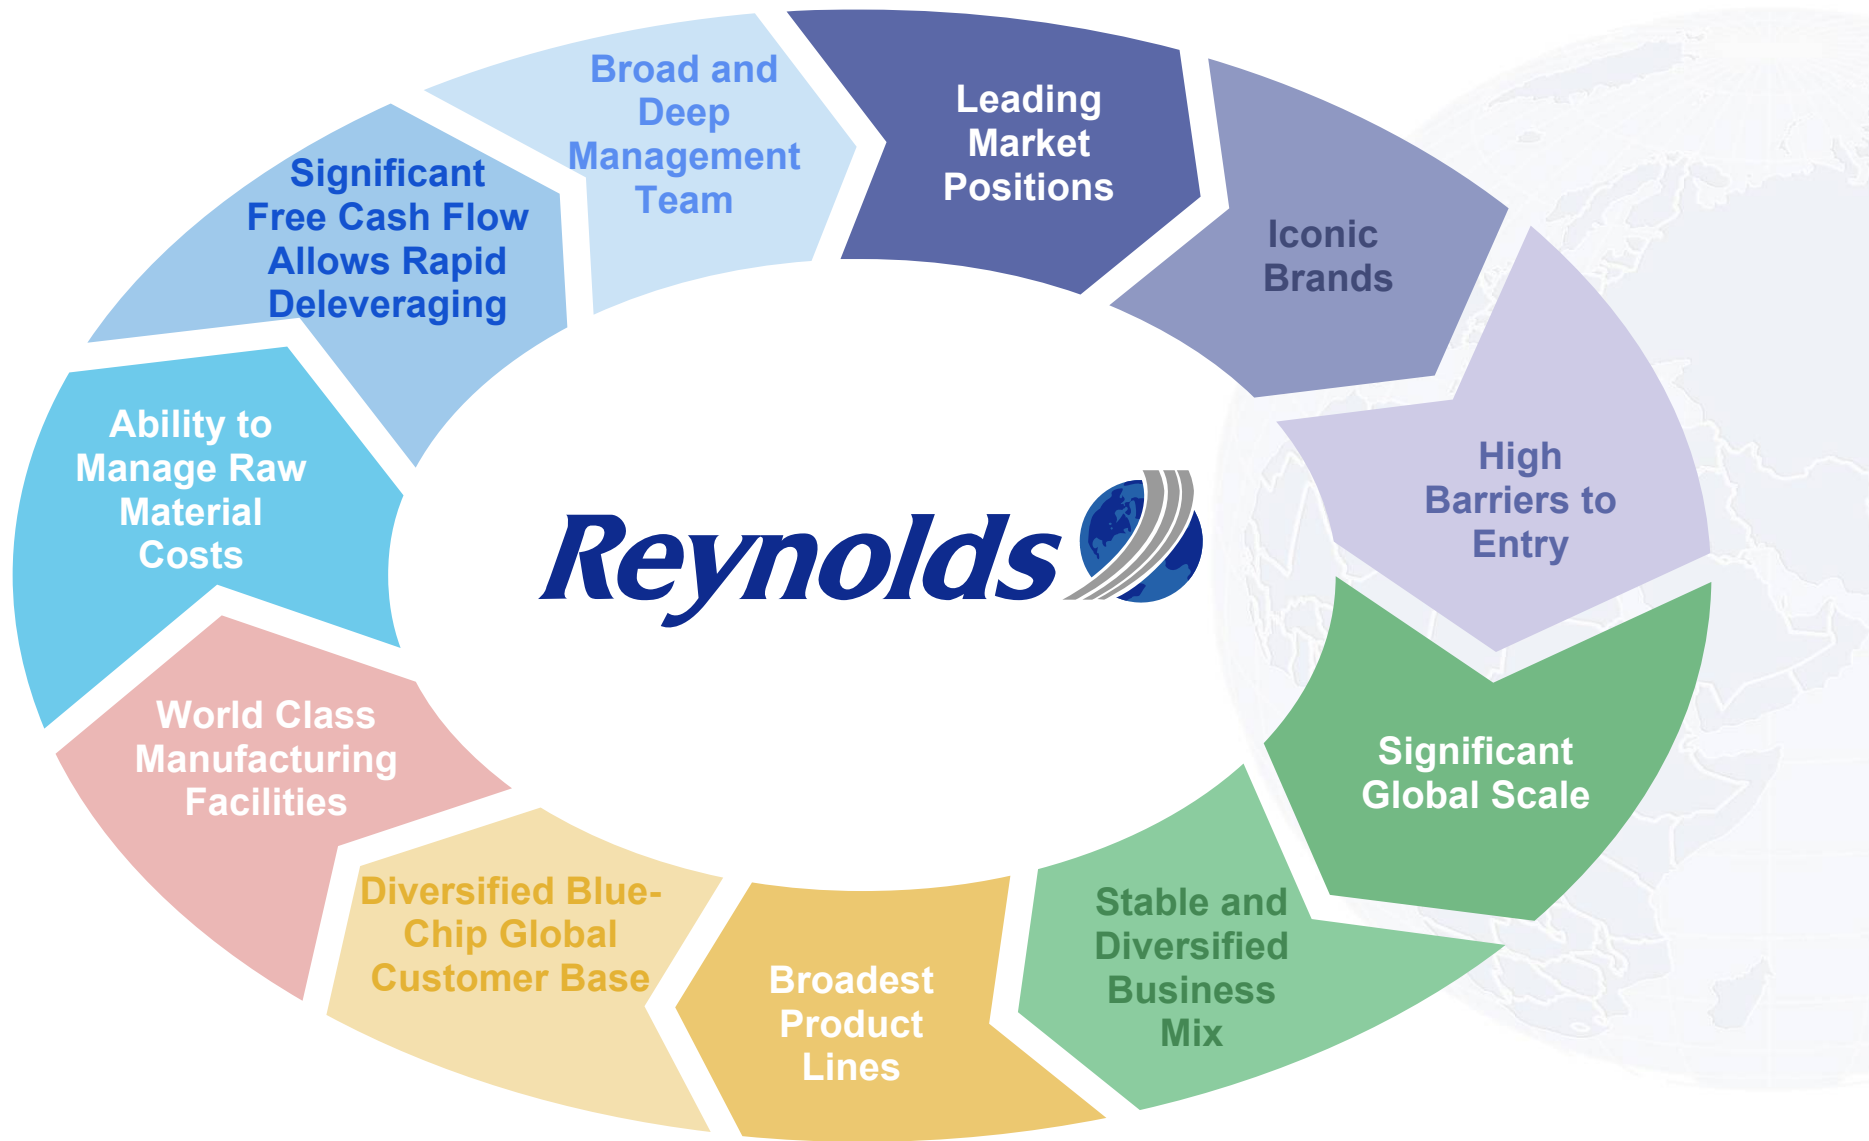 Broad and
Deep
Management
Team
Leading
Market
Positions
Iconic
Brands
High
Barriers to
Entry
Significant
Global Scale
Stable and
Diversified
Business
Mix
Broadest
Product
Lines
Diversified Blue-
Chip Global
Customer Base
World Class
Manufacturing
Facilities
Ability to
Manage Raw
Material
Costs
Significant
Free Cash Flow
Allows Rapid
Deleveraging
Reynolds